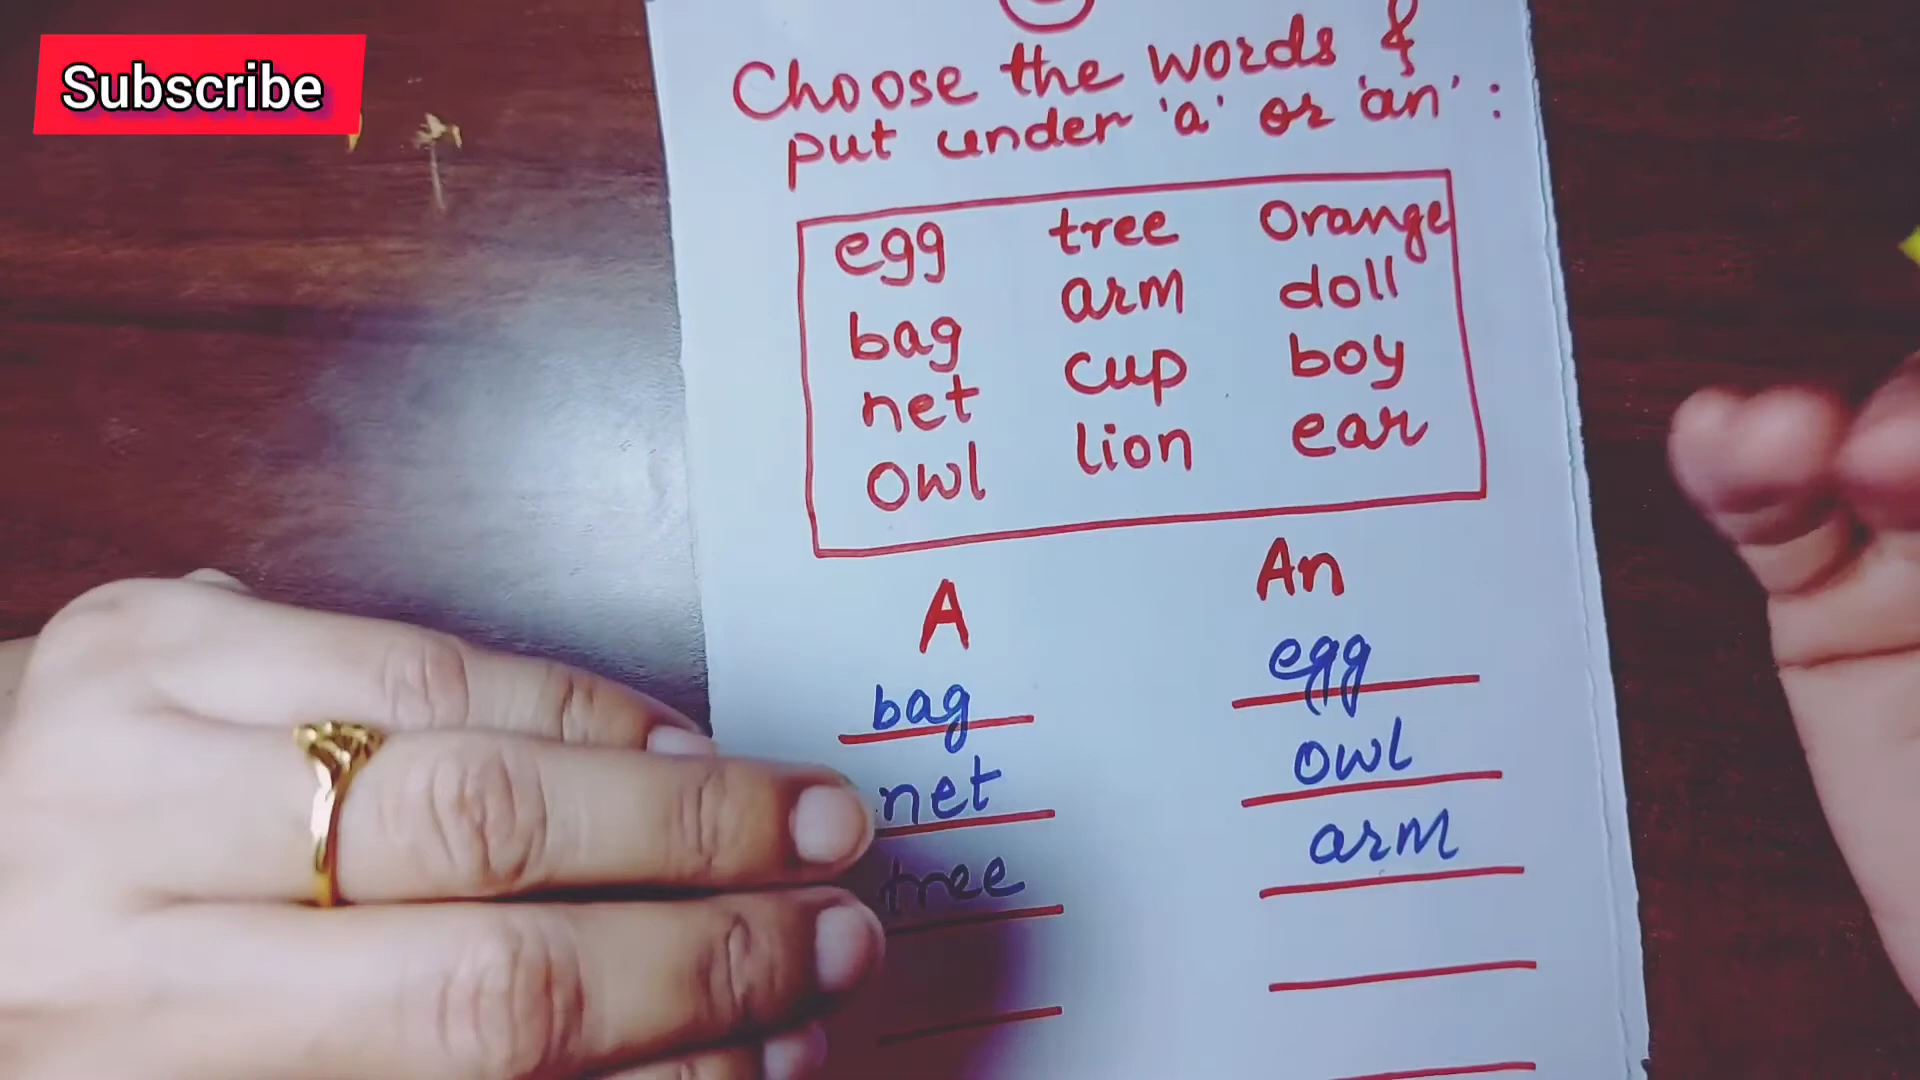 Subscribe
Choose the words &
put under 'a' or 'an' :
egg tree Orange
bag arm doll
net cup boy
owl lion ear
A An
bag egg
net owl
tree arm